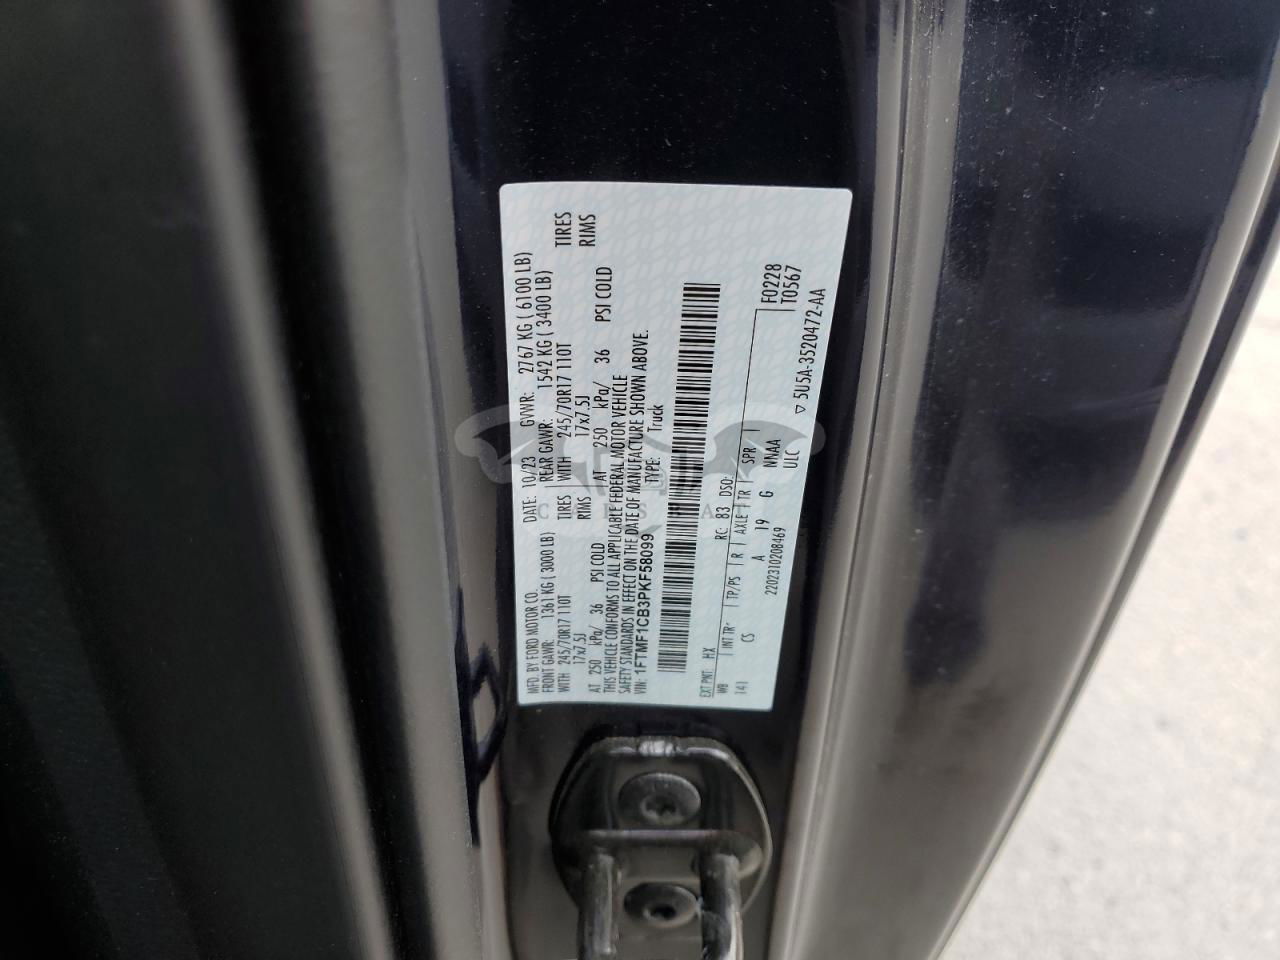 MFD. BY FORD MOTOR CO. DATE: 10/23 GVWR: 2767 KG ( 6100 LB)
FRONT GAWR: 1361 KG ( 3000 LB) REAR GAWR: 1542 KG ( 3400 LB)
WITH 245/70R17 110T TIRES WITH 245/70R17 110T TIRES
17x7.5J RIMS 17x7.5J RIMS
AT 250 kPa/ 36 PSI COLD AT 250 kPa/ 36 PSI COLD
THIS VEHICLE CONFORMS TO ALL APPLICABLE FEDERAL MOTOR VEHICLE
SAFETY STANDARDS IN EFFECT ON THE DATE OF MANUFACTURE SHOWN ABOVE.
VIN: 1FTMF1CB3PKF58099 TYPE: Truck
EXT PNT: HX RC: 83 DSO: F0228
WB INT TR TP/PS R AXLE TR SPR T0567
141 CS A 19 G NNAA
2202310208469 ULC ▽ 5U5A-3520472-AA